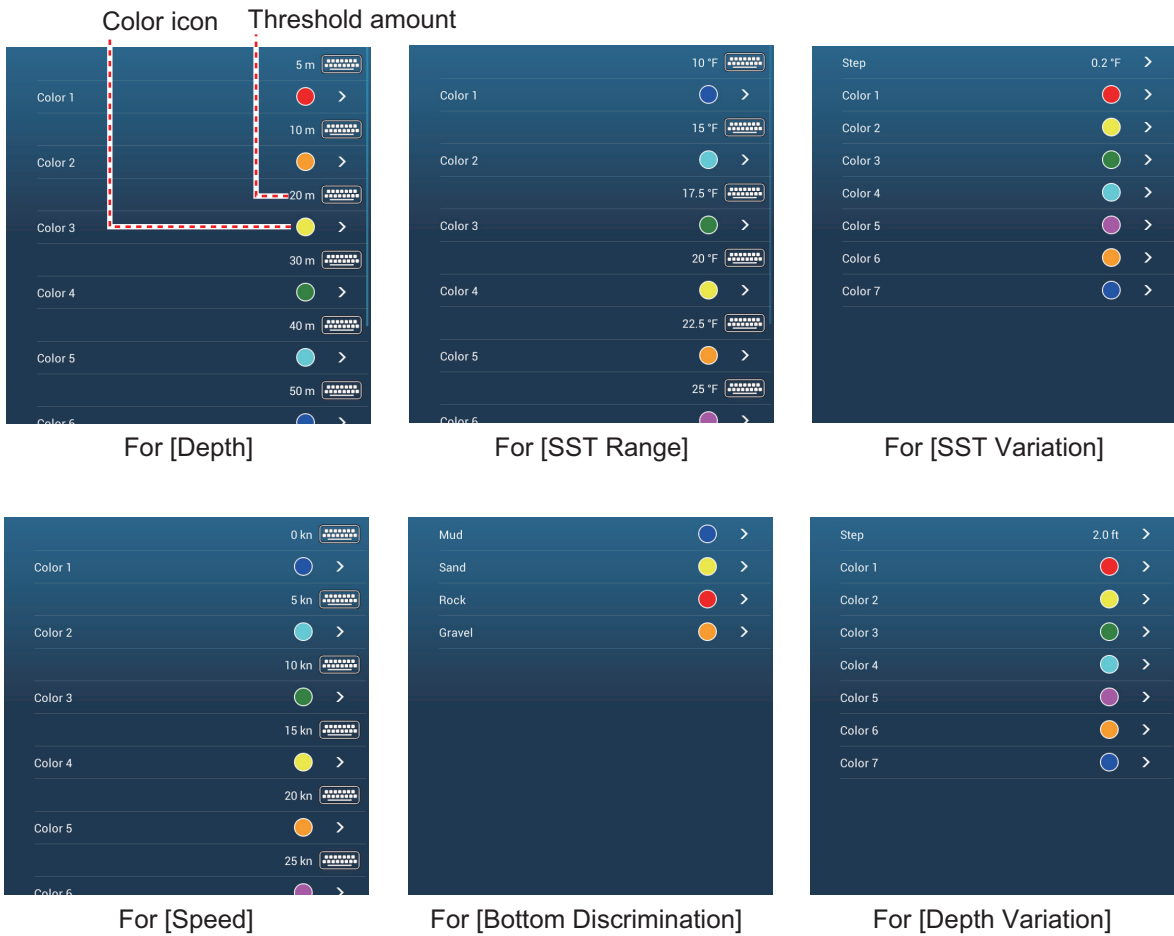 Color icon
Threshold amount
5 m
Color 1
10 m
Color 2
20 m
Color 3
30 m
Color 4
40 m
Color 5
50 m
Color 6
For [Depth]
10 °F
Color 1
15 °F
Color 2
17.5 °F
Color 3
20 °F
Color 4
22.5 °F
Color 5
25 °F
Color 6
For [SST Range]
Step 0.2 °F
Color 1
Color 2
Color 3
Color 4
Color 5
Color 6
Color 7
For [SST Variation]
0 kn
Color 1
5 kn
Color 2
10 kn
Color 3
15 kn
Color 4
20 kn
Color 5
25 kn
Color 6
For [Speed]
Mud
Sand
Rock
Gravel
For [Bottom Discrimination]
Step 2.0 ft
Color 1
Color 2
Color 3
Color 4
Color 5
Color 6
Color 7
For [Depth Variation]